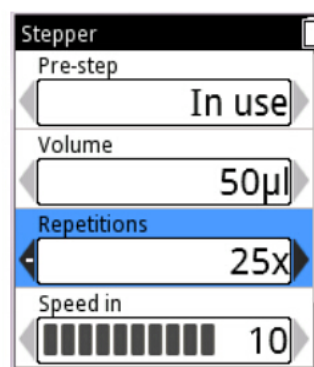 Stepper
Pre-step
In use
Volume
50µl
Repetitions
25x
Speed in
10